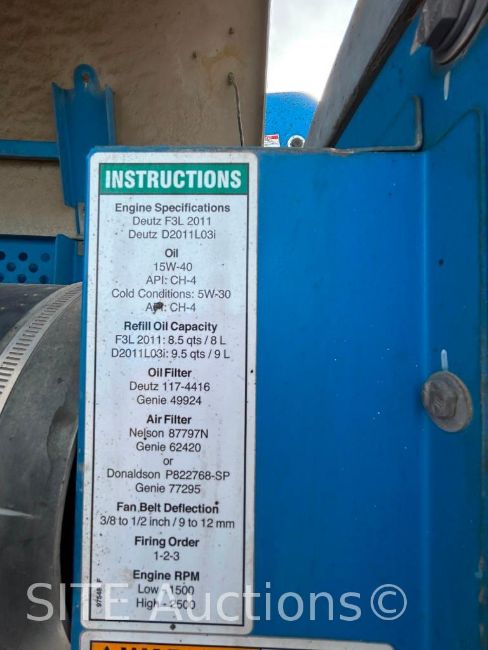 INSTRUCTIONS
Engine Specifications
Deutz F3L 2011
Deutz D2011L03i
Oil
15W-40
API: CH-4
Cold Conditions: 5W-30
API: CH-4
Refill Oil Capacity
F3L 2011: 8.5 qts / 8 L
D2011L03i: 9.5 qts / 9 L
Oil Filter
Deutz 117-4416
Genie 49924
Air Filter
Nelson 87797N
Genie 62420
or
Donaldson P822768-SP
Genie 77295
Fan Belt Deflection
3/8 to 1/2 inch / 9 to 12 mm
Firing Order
1-2-3
Engine RPM
Low - 1500
High - 2500
SITE Auctions©